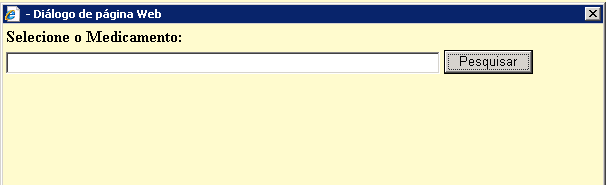 - Diálogo de página Web
Selecione o Medicamento:
Pesquisar